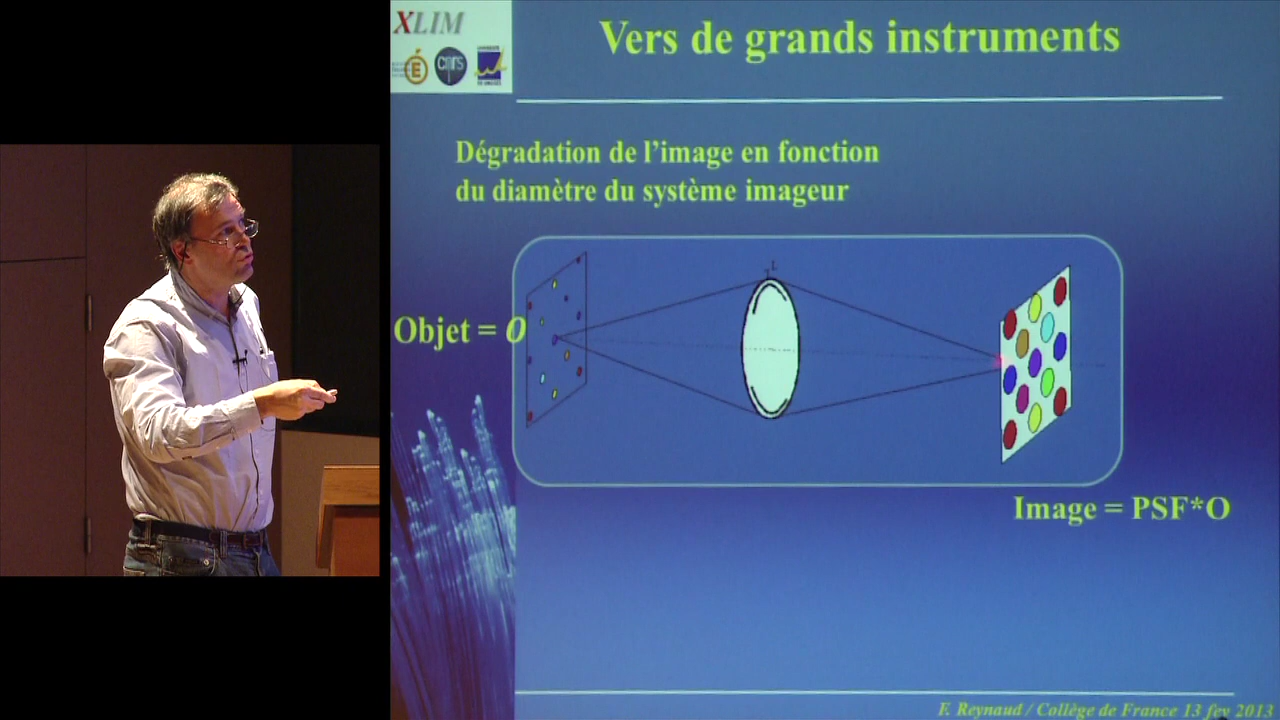 XLIM
cnrs
Vers de grands instruments
Dégradation de l'image en fonction
du diamètre du système imageur
L
Objet = O
Image = PSF*O
F. Reynaud / Collège de France 13 fev 2013